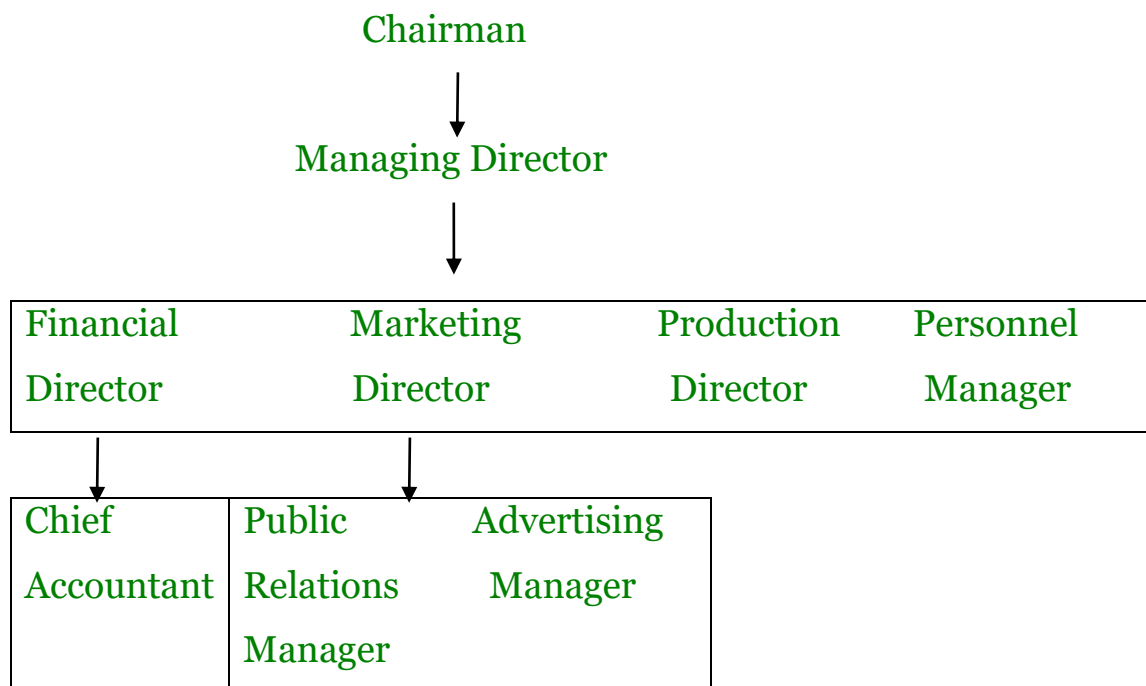 Chairman
Managing Director
Financial Marketing Production Personnel
Director Director Director Manager
Chief Public Advertising
Accountant Relations Manager
Manager